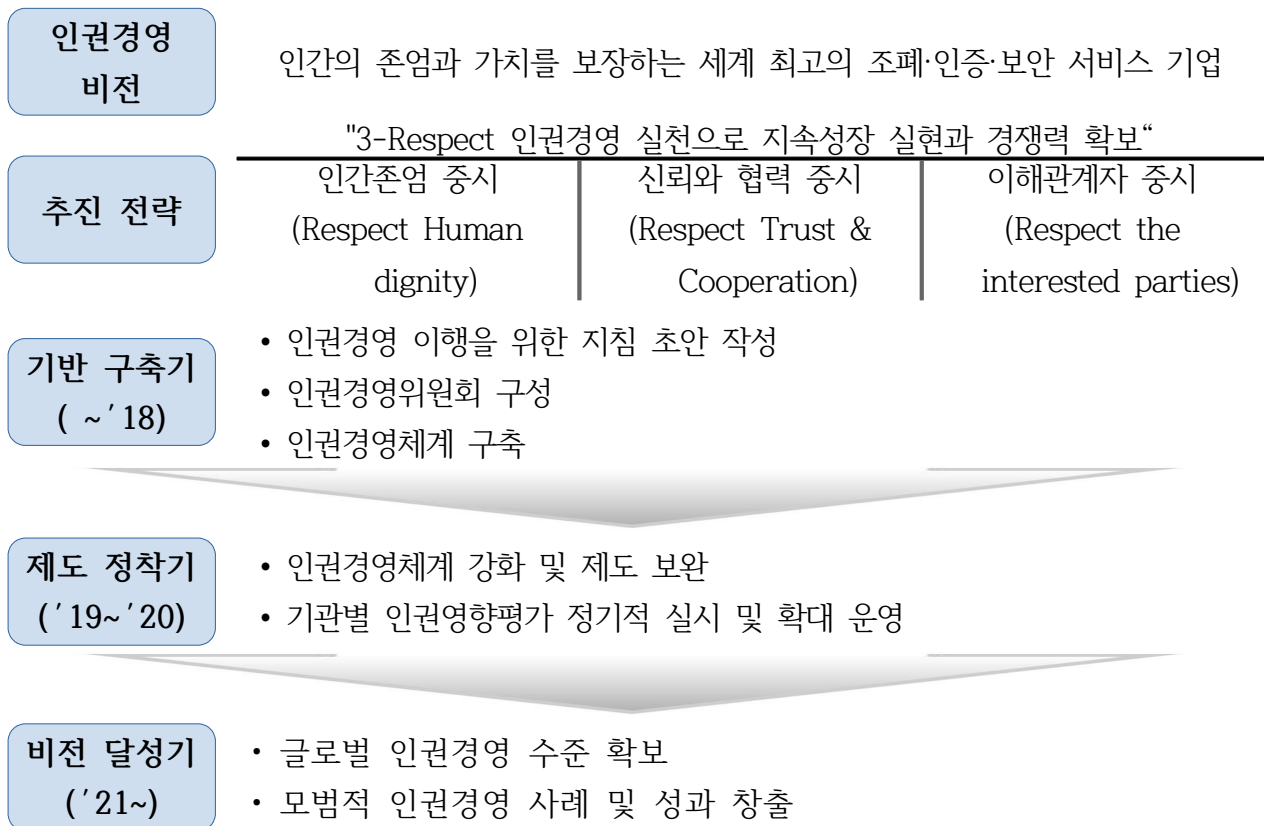 인권경영
비전
인간의 존엄과 가치를 보장하는 세계 최고의 조폐·인증·보안 서비스 기업
"3-Respect 인권경영 실천으로 지속성장 실현과 경쟁력 확보“
추진 전략
인간존엄 중시
(Respect Human
dignity)
신뢰와 협력 중시
(Respect Trust &
Cooperation)
이해관계자 중시
(Respect the
interested parties)
기반 구축기
( ~′18)
• 인권경영 이행을 위한 지침 초안 작성
• 인권경영위원회 구성
• 인권경영체계 구축
제도 정착기
(′19~′20)
• 인권경영체계 강화 및 제도 보완
• 기관별 인권영향평가 정기적 실시 및 확대 운영
비전 달성기
(′21~)
· 글로벌 인권경영 수준 확보
· 모범적 인권경영 사례 및 성과 창출